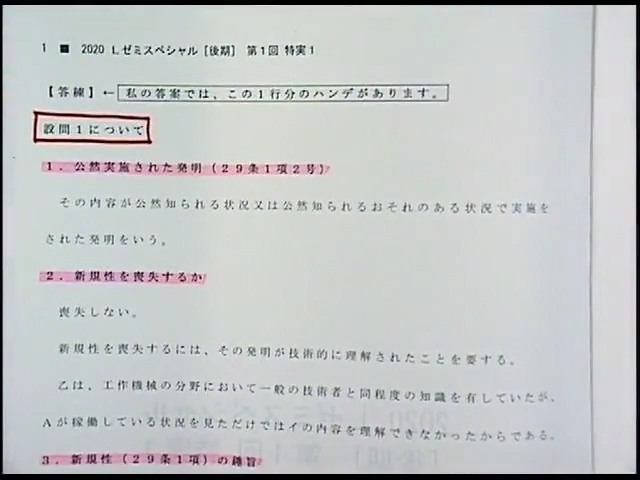 1 ■ 2020 Lゼミスペシャル [後期] 第1回 特実1
【答練】← 私の答案では、この1行分のハンデがあります。
設問1について
1．公然実施された発明（29条1項2号）
その内容が公然知られる状況又は公然知られるおそれのある状況で実施を
された発明をいう。
2．新規性を喪失するか
喪失しない。
新規性を喪失するには、その発明が技術的に理解されたことを要する。
乙は、工作機械の分野において一般の技術者と同程度の知識を有していたが、
Aが稼働している状況を見ただけではイの内容を理解できなかったからである。
3．新規性（29条1項）の趣旨